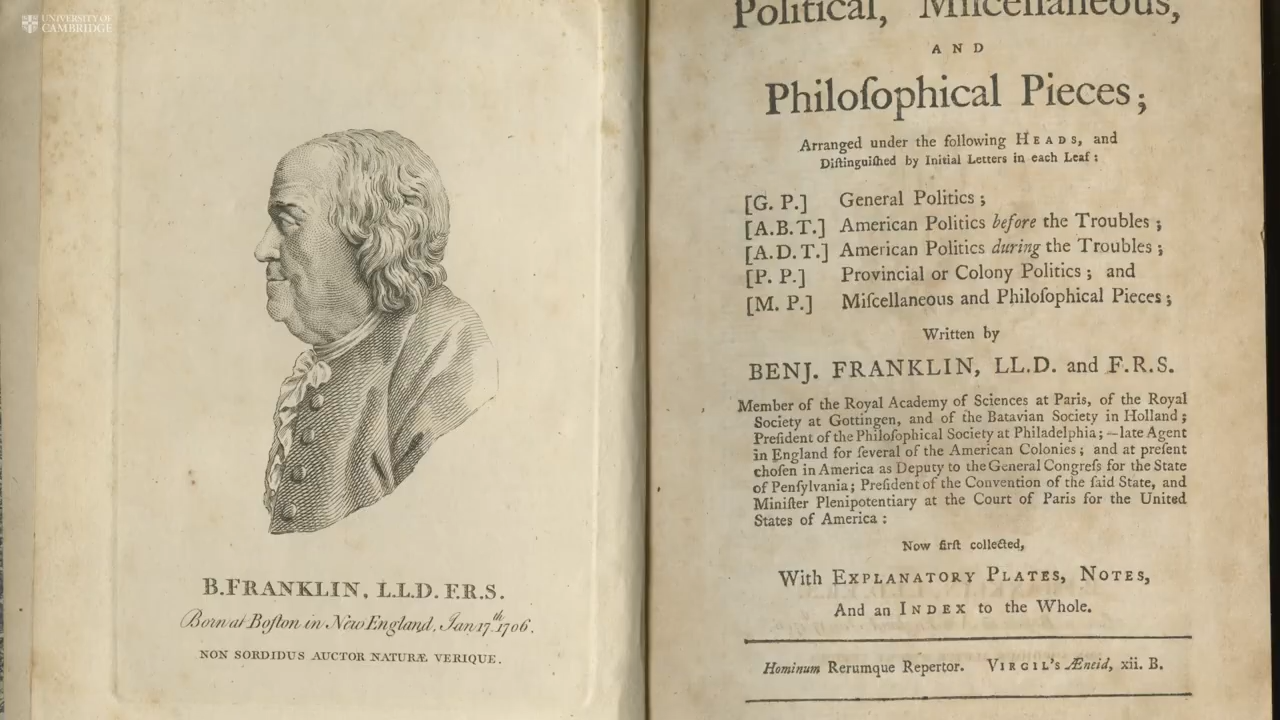 UNIVERSITY OF
CAMBRIDGE
B. FRANKLIN, L.L.D. F.R.S.
Born at Boſton in New England, Jan 17.th 1706.
NON SORDIDUS AUCTOR NATURÆ VERIQUE.
Political, Miſcellaneous,
AND
Philoſophical Pieces;
Arranged under the following HEADS, and
Diſtinguiſhed by Initial Letters in each Leaf:
[G. P.] General Politics;
[A.B.T.] American Politics before the Troubles;
[A.D.T.] American Politics during the Troubles;
[P. P.] Provincial or Colony Politics; and
[M. P.] Miſcellaneous and Philoſophical Pieces;
Written by
BENJ. FRANKLIN, LL.D. and F.R.S.
Member of the Royal Academy of Sciences at Paris, of the Royal
Society at Gottingen, and of the Batavian Society in Holland;
Preſident of the Philoſophical Society at Philadelphia; —late Agent
in England for ſeveral of the American Colonies; and at preſent
choſen in America as Deputy to the General Congreſs for the State
of Penſylvania; Preſident of the Convention of the ſaid State, and
Miniſter Plenipotentiary at the Court of Paris for the United
States of America:
Now firſt collected,
With EXPLANATORY PLATES, NOTES,
And an INDEX to the Whole.
Hominum Rerumque Repertor. VIRGIL'S Æneid, xii. B.